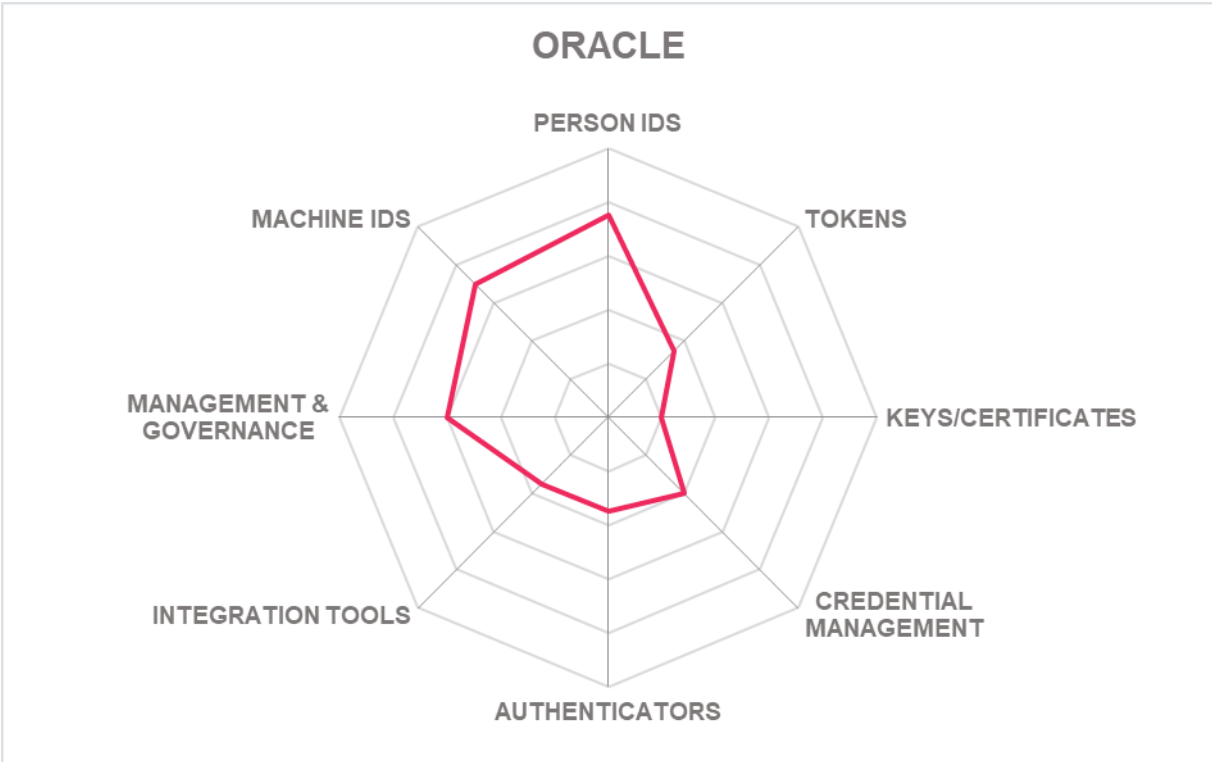 ORACLE
PERSON IDS
TOKENS
MACHINE IDS
MANAGEMENT &
GOVERNANCE
KEYS/CERTIFICATES
CREDENTIAL
MANAGEMENT
INTEGRATION TOOLS
AUTHENTICATORS